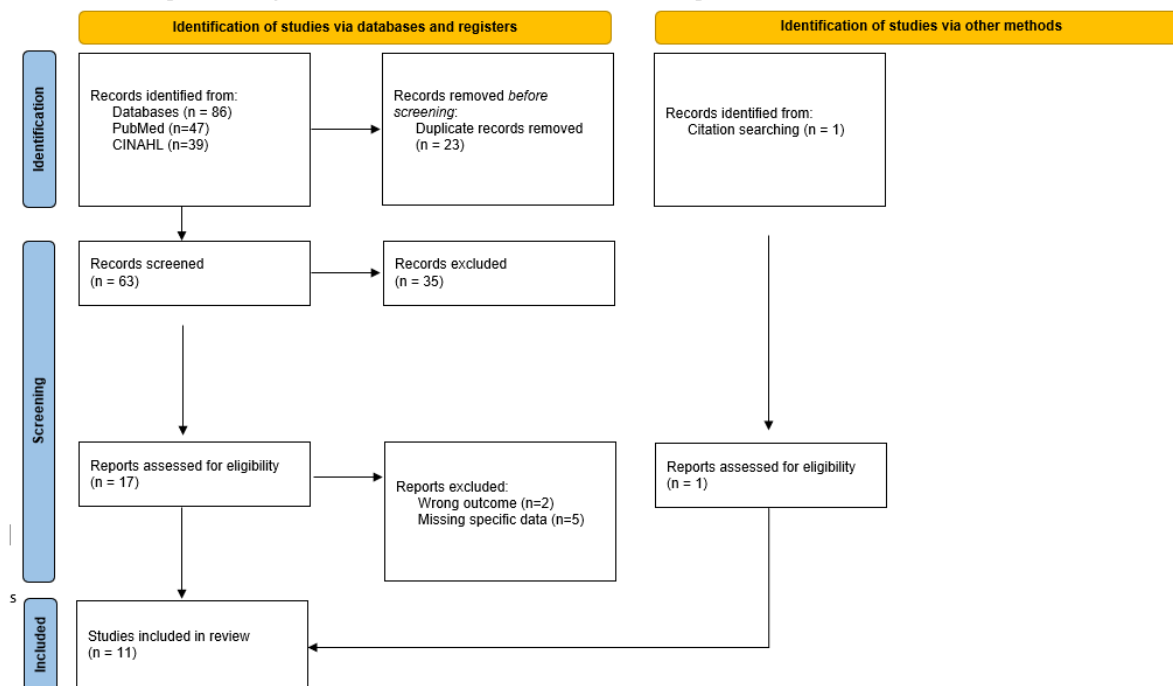 Identification of studies via databases and registers
Identification of studies via other methods
Identification
Records identified from:
Databases (n = 86)
PubMed (n=47)
CINAHL (n=39)
Records removed before
screening:
Duplicate records removed
(n = 23)
Records identified from:
Citation searching (n = 1)
Screening
Records screened
(n = 63)
Records excluded
(n = 35)
Reports assessed for eligibility
(n = 17)
Reports excluded:
Wrong outcome (n=2)
Missing specific data (n=5)
Reports assessed for eligibility
(n = 1)
s
Included
Studies included in review
(n = 11)